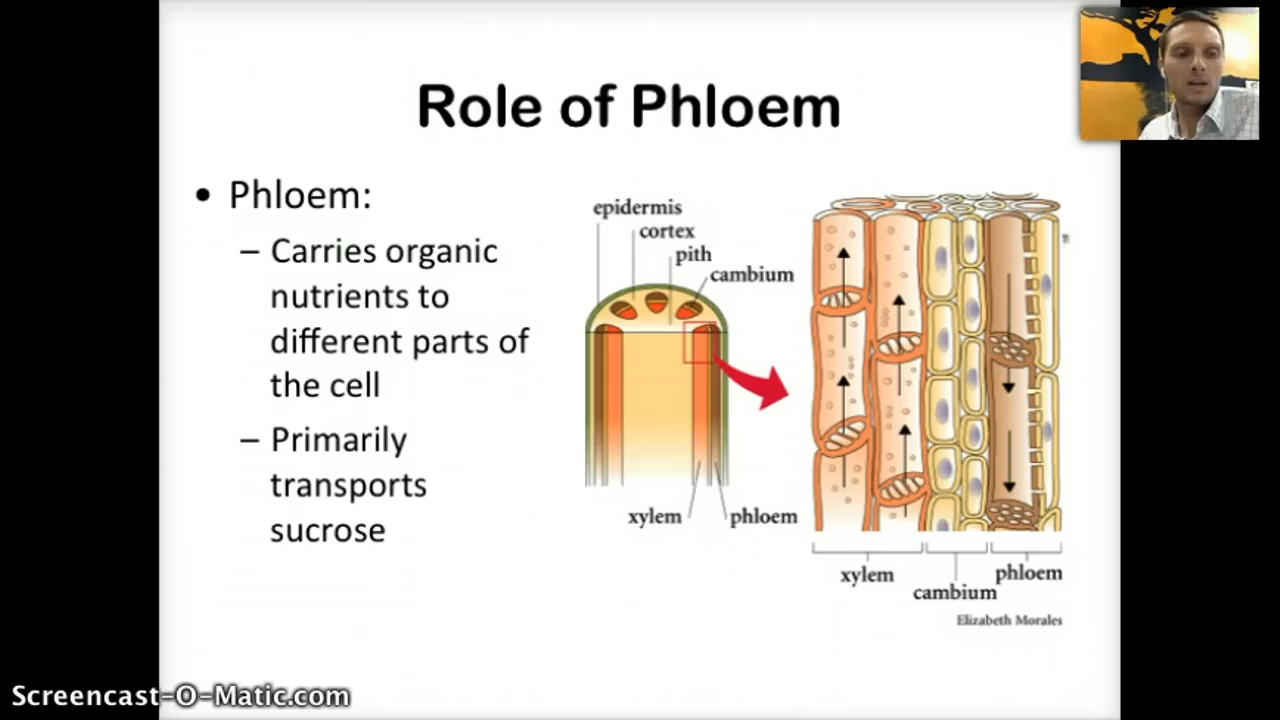 Role of Phloem
• Phloem:
– Carries organic
nutrients to
different parts of
the cell
– Primarily
transports
sucrose
epidermis
cortex
pith
cambium
xylem
phloem
xylem
cambium
phloem
Elizabeth Morales
Screencast-O-Matic.com